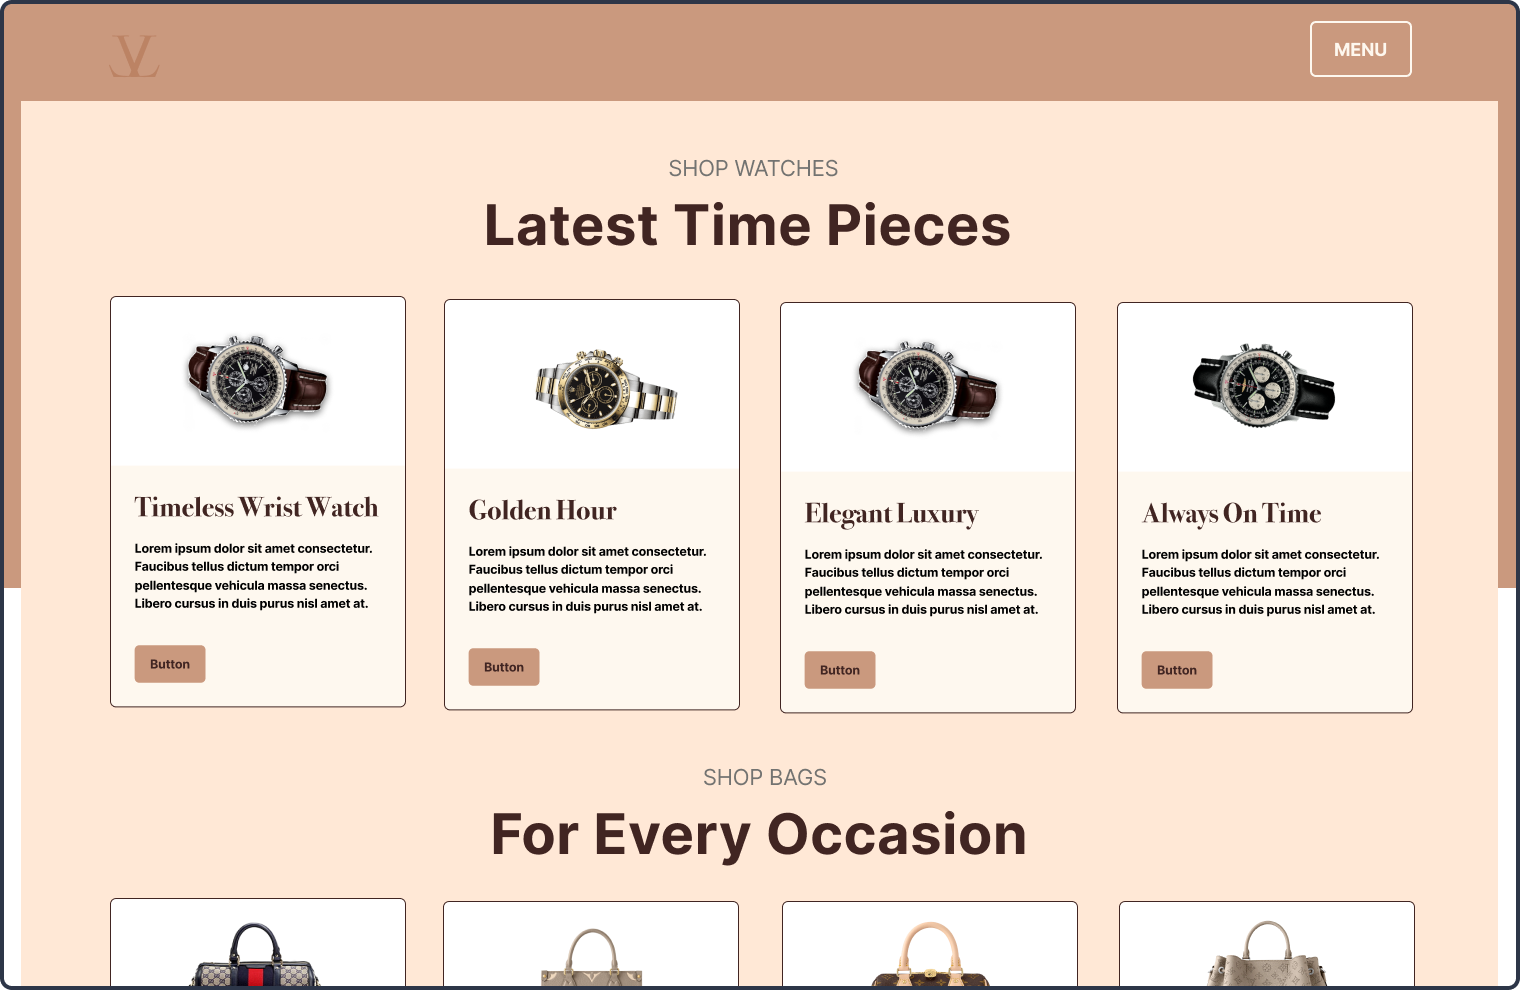 MENU
SHOP WATCHES
Latest Time Pieces
Timeless Wrist Watch
Lorem ipsum dolor sit amet consectetur.
Faucibus tellus dictum tempor orci
pellentesque vehicula massa senectus.
Libero cursus in duis purus nisl amet at.
Button
Golden Hour
Lorem ipsum dolor sit amet consectetur.
Faucibus tellus dictum tempor orci
pellentesque vehicula massa senectus.
Libero cursus in duis purus nisl amet at.
Button
Elegant Luxury
Lorem ipsum dolor sit amet consectetur.
Faucibus tellus dictum tempor orci
pellentesque vehicula massa senectus.
Libero cursus in duis purus nisl amet at.
Button
Always On Time
Lorem ipsum dolor sit amet consectetur.
Faucibus tellus dictum tempor orci
pellentesque vehicula massa senectus.
Libero cursus in duis purus nisl amet at.
Button
SHOP BAGS
For Every Occasion